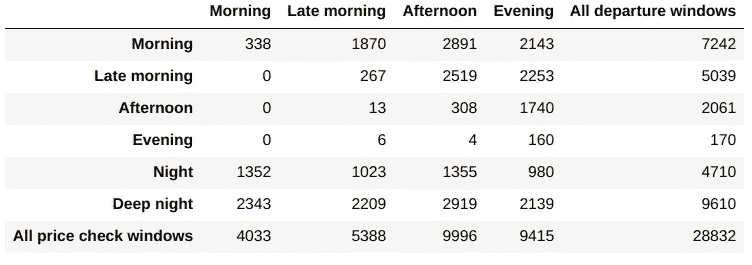 Morning Late morning Afternoon Evening All departure windows
Morning 338 1870 2891 2143 7242
Late morning 0 267 2519 2253 5039
Afternoon 0 13 308 1740 2061
Evening 0 6 4 160 170
Night 1352 1023 1355 980 4710
Deep night 2343 2209 2919 2139 9610
All price check windows 4033 5388 9996 9415 28832